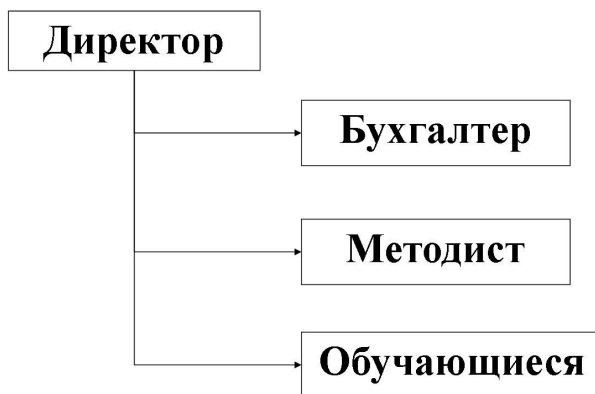 Директор
Бухгалтер
Методист
Обучающиеся